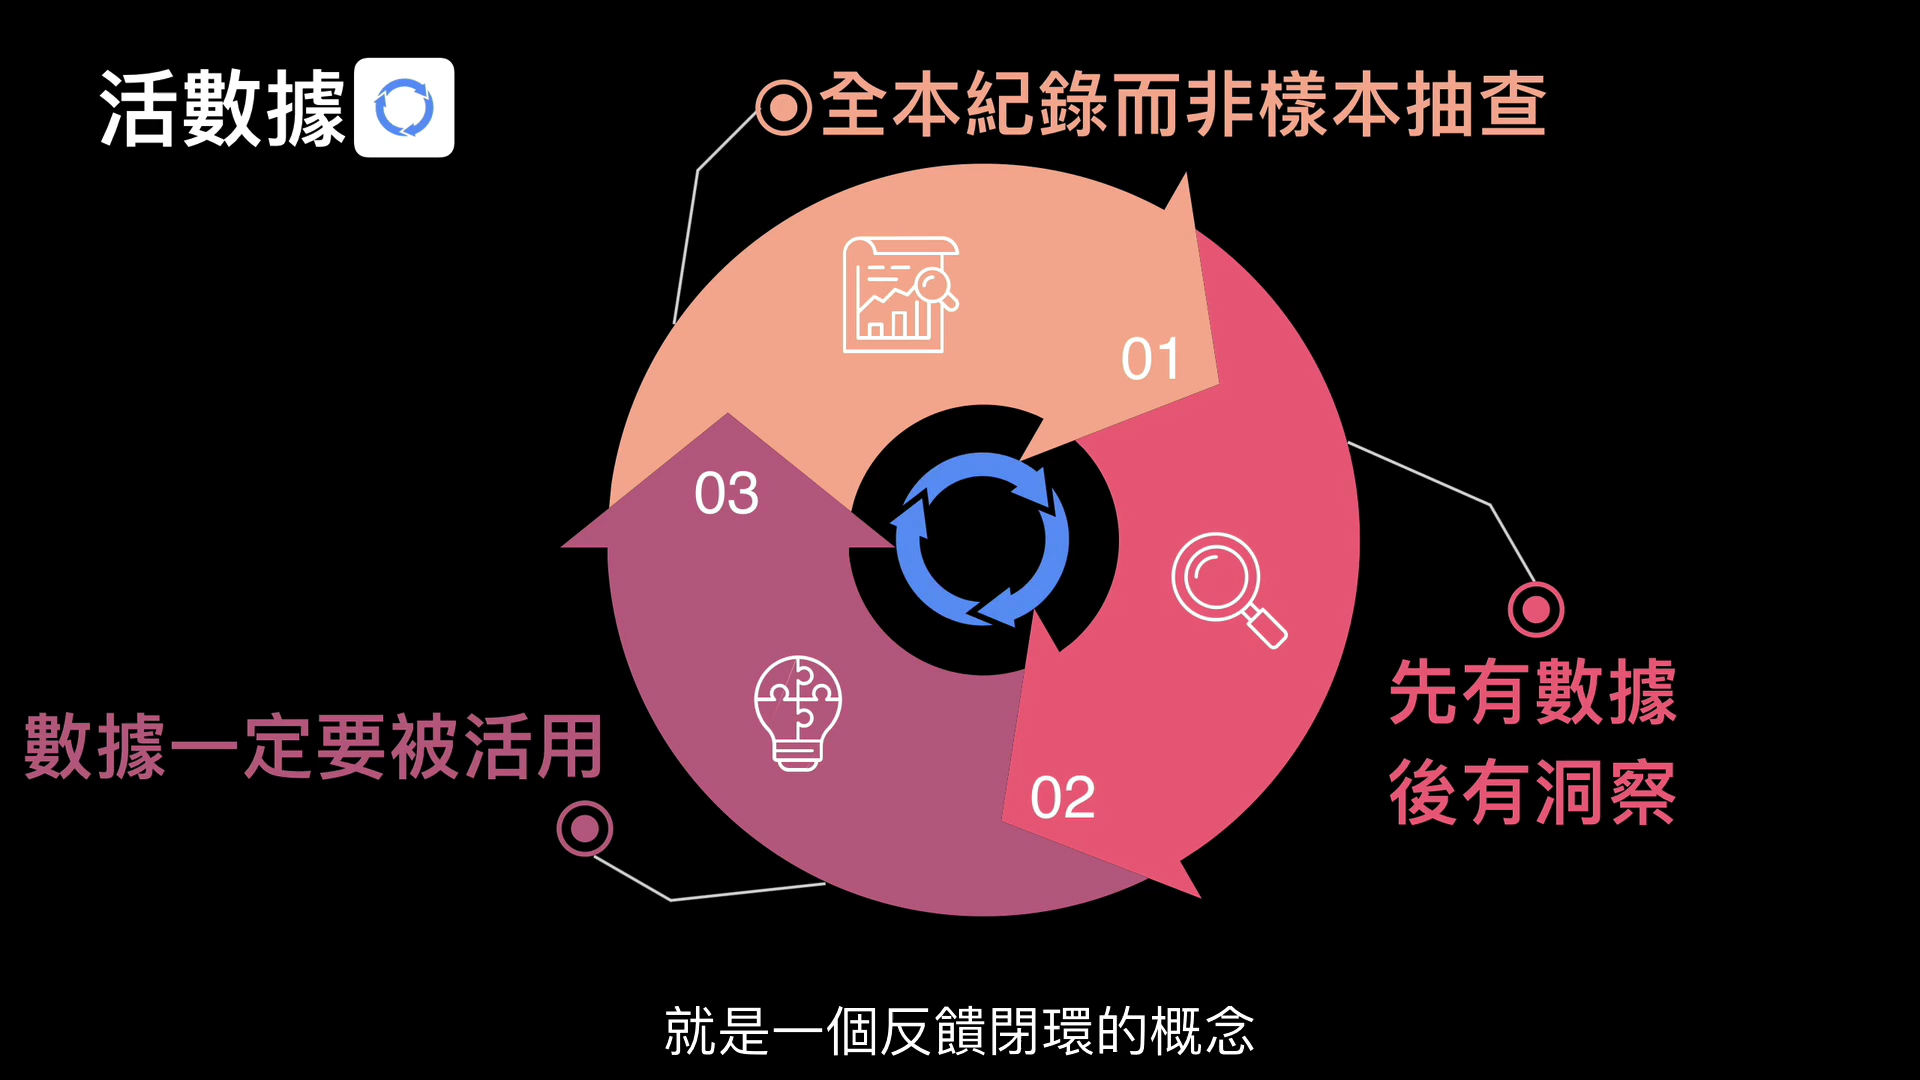 活數據
全本紀錄而非樣本抽查
01
03
先有數據
後有洞察
數據一定要被活用
02
就是一個反饋閉環的概念